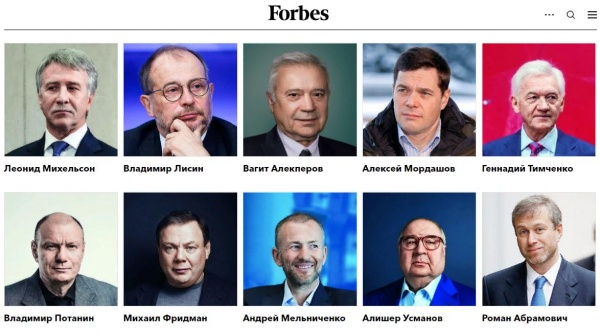 Forbes
Леонид Михельсон
Владимир Лисин
Вагит Алекперов
Алексей Мордашов
Геннадий Тимченко
Владимир Потанин
Михаил Фридман
Андрей Мельниченко
Алишер Усманов
Роман Абрамович